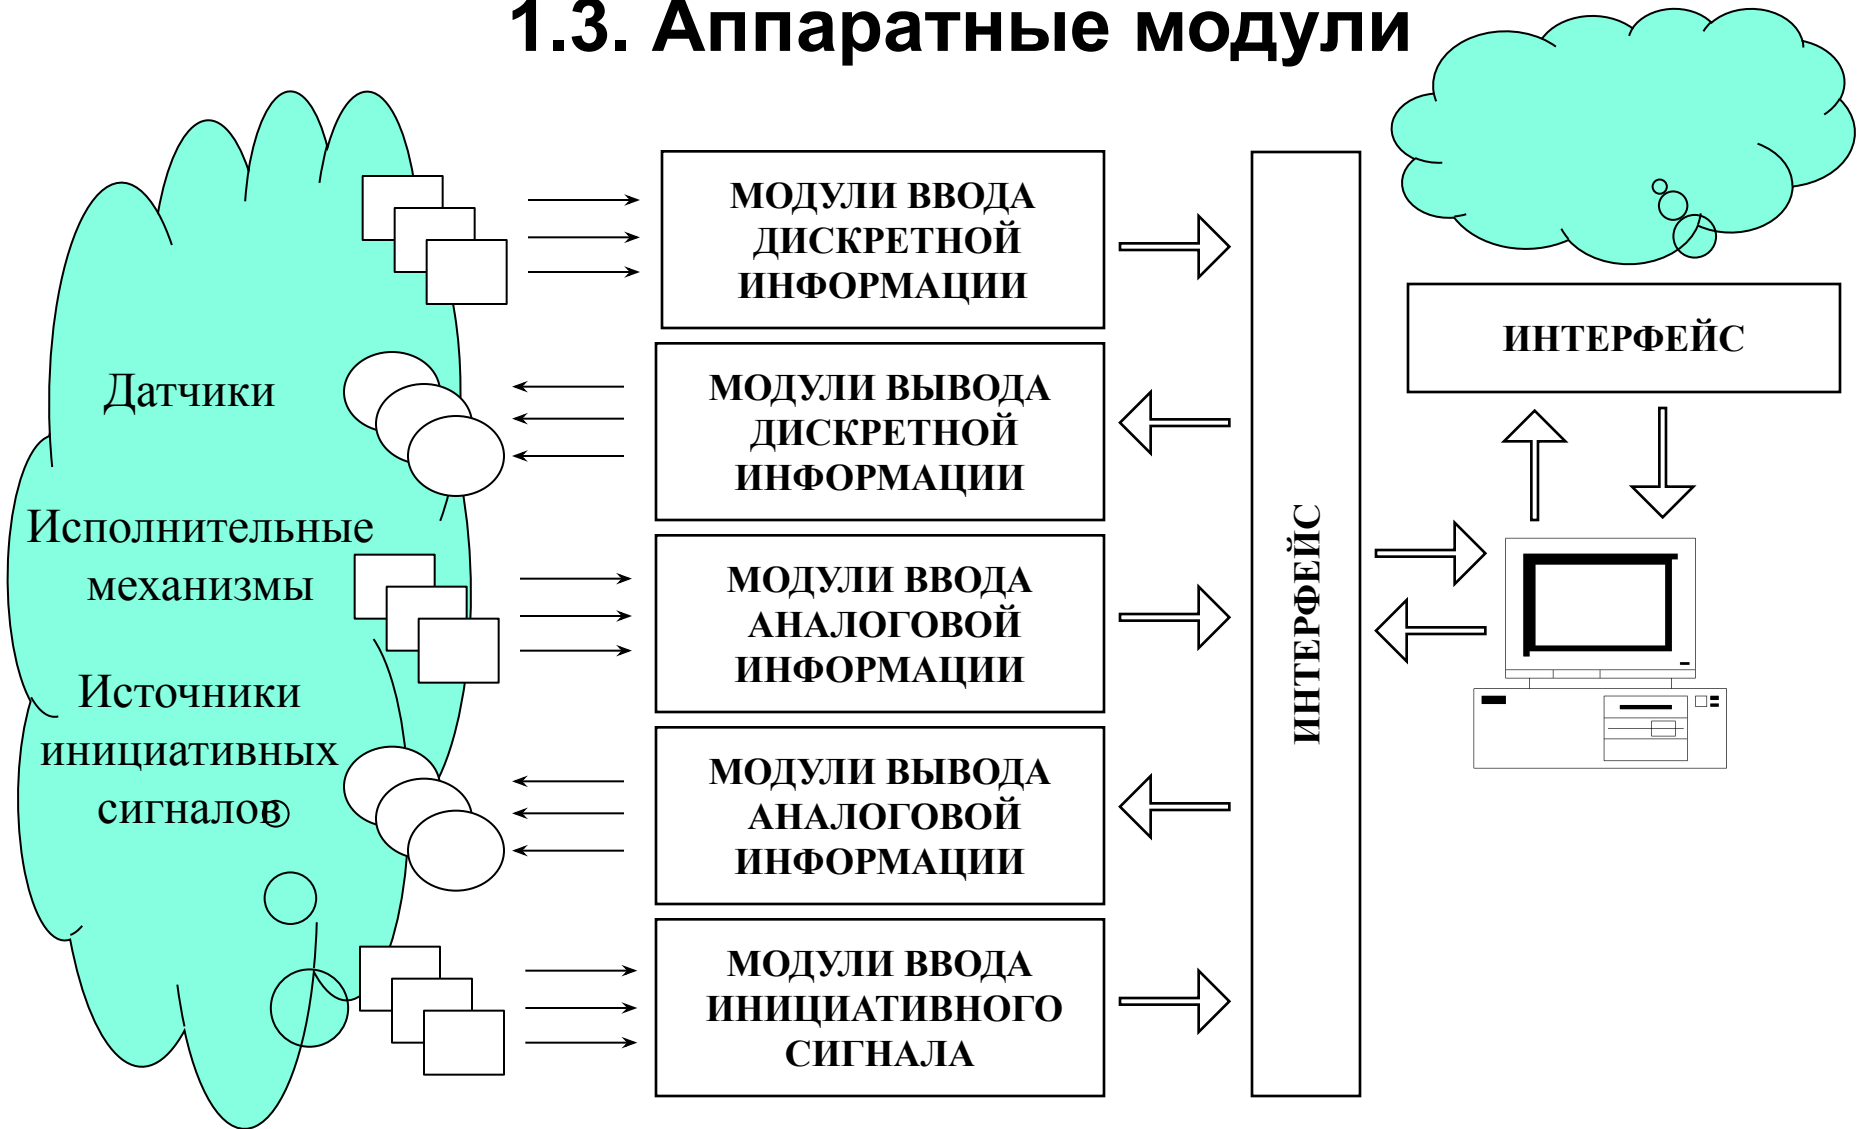 1.3. Аппаратные модули
Датчики
Исполнительные
механизмы
Источники
инициативных
сигналов
МОДУЛИ ВВОДА
ДИСКРЕТНОЙ
ИНФОРМАЦИИ
МОДУЛИ ВЫВОДА
ДИСКРЕТНОЙ
ИНФОРМАЦИИ
МОДУЛИ ВВОДА
АНАЛОГОВОЙ
ИНФОРМАЦИИ
МОДУЛИ ВЫВОДА
АНАЛОГОВОЙ
ИНФОРМАЦИИ
МОДУЛИ ВВОДА
ИНИЦИАТИВНОГО
СИГНАЛА
ИНТЕРФЕЙС
ИНТЕРФЕЙС